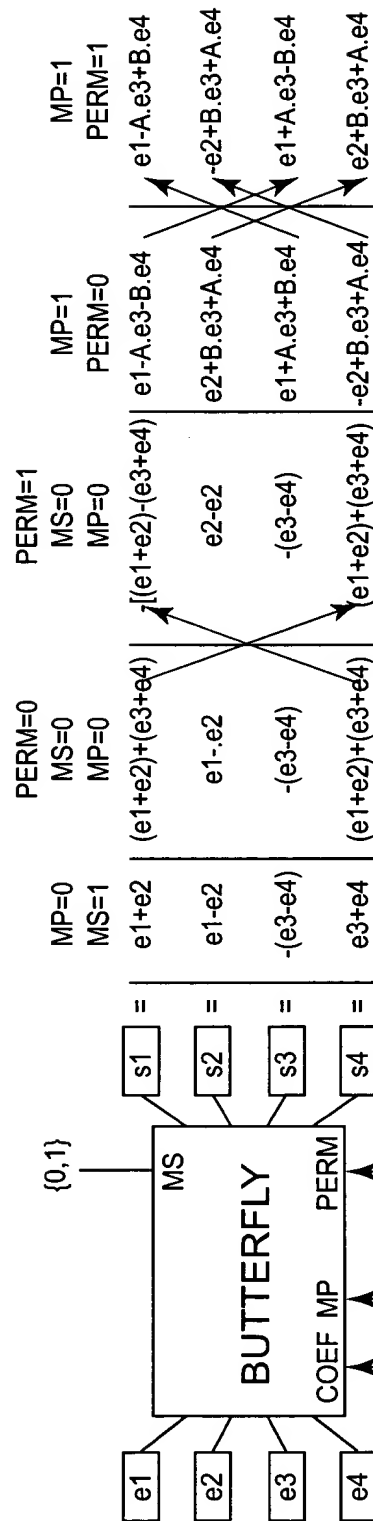 {0,1}
e1
e2
e3
e4
MS
BUTTERFLY
COEF MP PERM
s1 =
s2 =
s3 =
s4 =
MP=0
MS=1
e1+e2
e1-e2
-(e3-e4)
e3+e4
PERM=0
MS=0
MP=0
(e1+e2)+(e3+e4)
e1-.e2
-(e3-e4)
(e1+e2)+(e3+e4)
PERM=1
MS=0
MP=0
-[(e1+e2)-(e3+e4)
e2-e2
-(e3-e4)
(e1+e2)+(e3+e4)
MP=1
PERM=0
e1-A.e3-B.e4
e2+B.e3+A.e4
e1+A.e3+B.e4
-e2+B.e3+A.e4
MP=1
PERM=1
e1-A.e3+B.e4
-e2+B.e3+A.e4
e1+A.e3-B.e4
e2+B.e3+A.e4